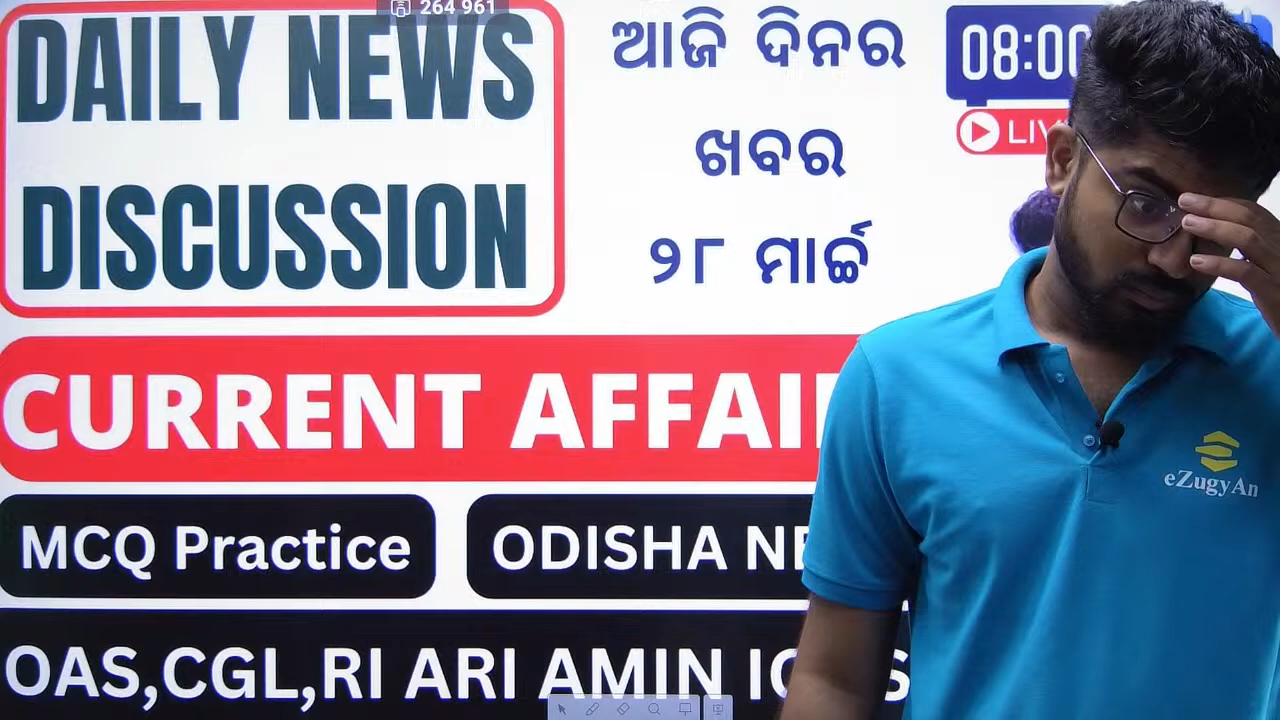 264 961
DAILY NEWS
DISCUSSION
ଆଜି ଦିନର
ଖବର
୨୮ ମାର୍ଚ୍ଚ
08:00
LIV
CURRENT AFFAI
MCQ Practice
ODISHA NE
OAS,CGL,RI ARI AMIN IC
eZugyAn